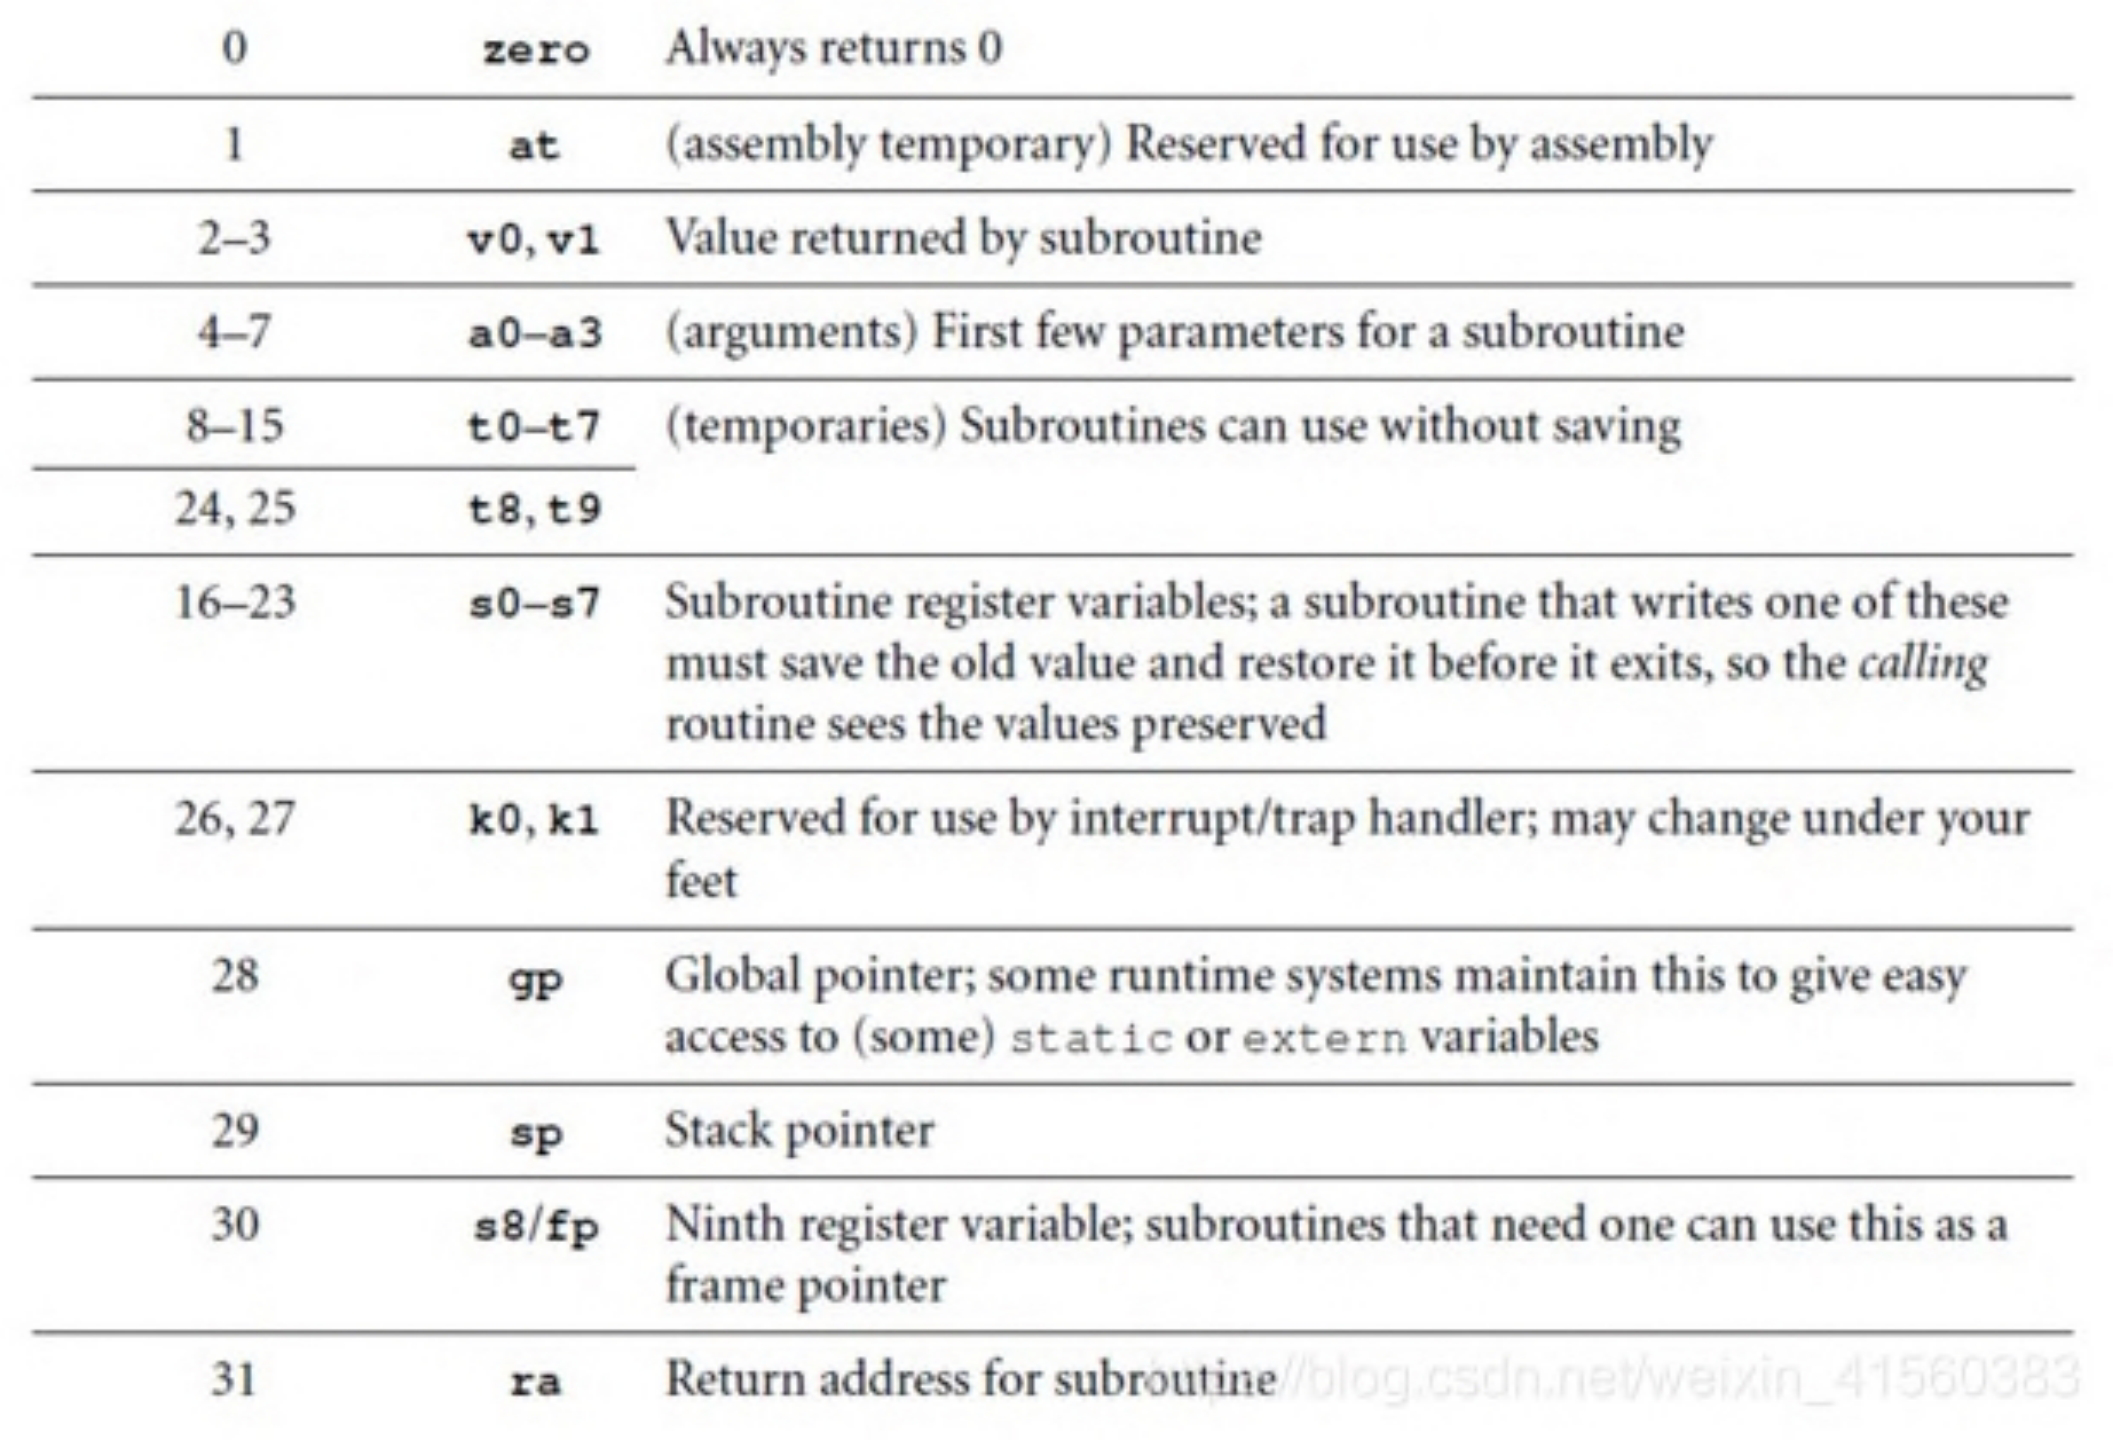 0 zero Always returns 0
1 at (assembly temporary) Reserved for use by assembly
2–3 v0, v1 Value returned by subroutine
4–7 a0–a3 (arguments) First few parameters for a subroutine
8–15 t0–t7 (temporaries) Subroutines can use without saving
24, 25 t8, t9
16–23 s0–s7 Subroutine register variables; a subroutine that writes one of these
must save the old value and restore it before it exits, so the calling
routine sees the values preserved
26, 27 k0, k1 Reserved for use by interrupt/trap handler; may change under your
feet
28 gp Global pointer; some runtime systems maintain this to give easy
access to (some) static or extern variables
29 sp Stack pointer
30 s8/fp Ninth register variable; subroutines that need one can use this as a
frame pointer
31 ra Return address for subroutine
//blog.csdn.net/weixin_41560383